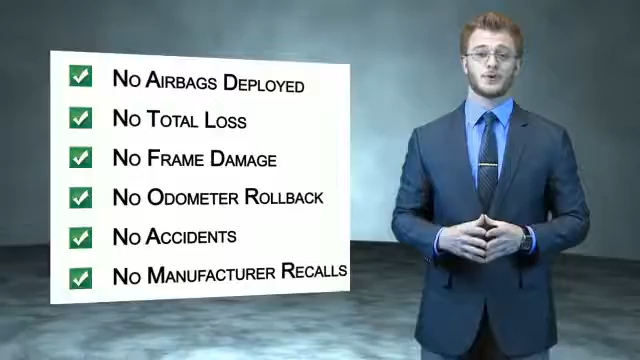 No Airbags Deployed
No Total Loss
No Frame Damage
No Odometer Rollback
No Accidents
No Manufacturer Recalls